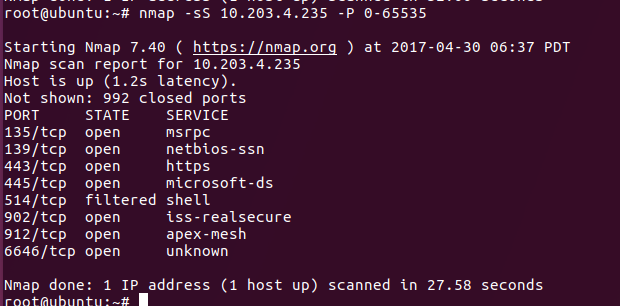 root@ubuntu:~# nmap -sS 10.203.4.235 -P 0-65535
Starting Nmap 7.40 ( https://nmap.org ) at 2017-04-30 06:37 PDT
Nmap scan report for 10.203.4.235
Host is up (1.2s latency).
Not shown: 992 closed ports
PORT     STATE    SERVICE
135/tcp  open     msrpc
139/tcp  open     netbios-ssn
443/tcp  open     https
445/tcp  open     microsoft-ds
514/tcp  filtered shell
902/tcp  open     iss-realsecure
912/tcp  open     apex-mesh
6646/tcp open     unknown
Nmap done: 1 IP address (1 host up) scanned in 27.58 seconds
root@ubuntu:~#